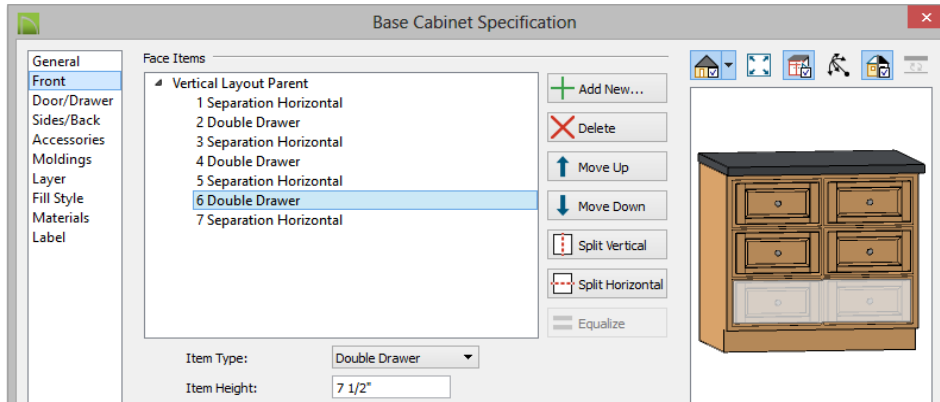 Base Cabinet Specification
General
Front
Door/Drawer
Sides/Back
Accessories
Moldings
Layer
Fill Style
Materials
Label
Face Items
Vertical Layout Parent
1 Separation Horizontal
2 Double Drawer
3 Separation Horizontal
4 Double Drawer
5 Separation Horizontal
6 Double Drawer
7 Separation Horizontal
Add New...
Delete
Move Up
Move Down
Split Vertical
Split Horizontal
Equalize
Item Type: Double Drawer
Item Height: 7 1/2"